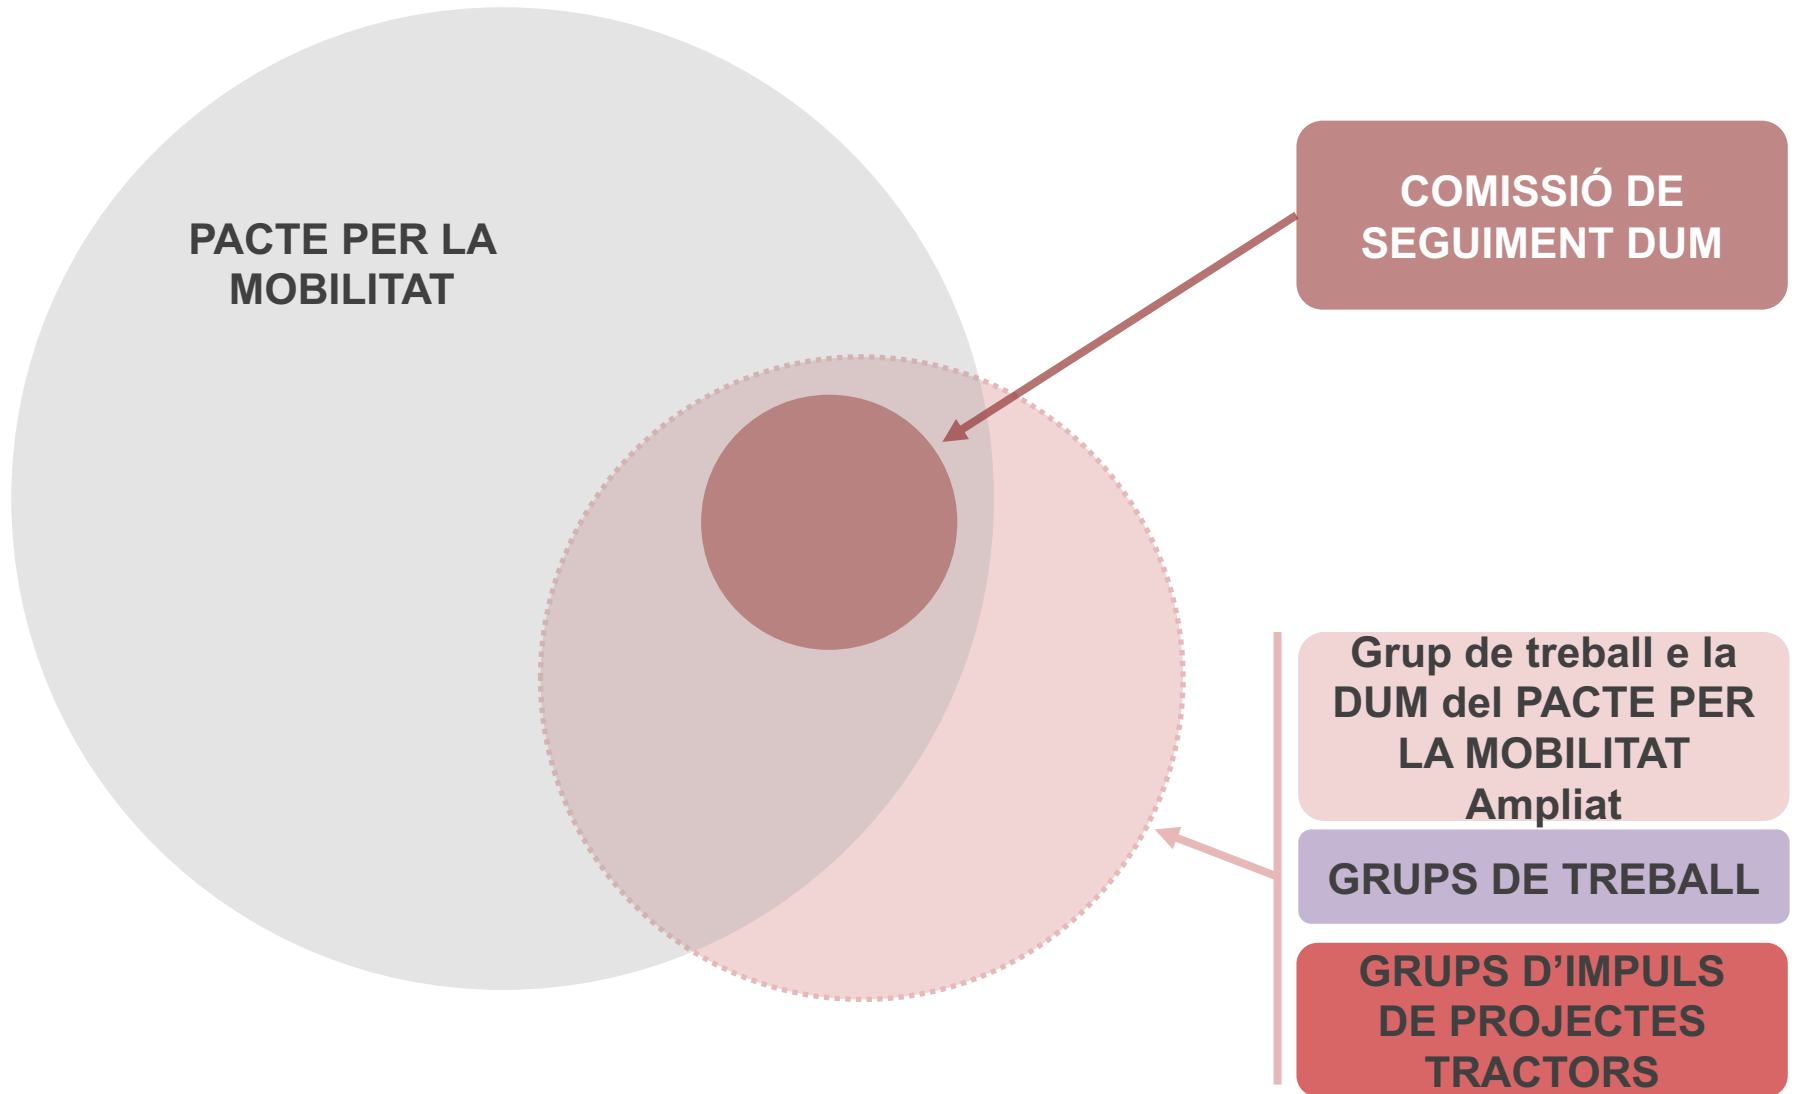 PACTE PER LA
MOBILITAT
COMISSIÓ DE
SEGUIMENT DUM
Grup de treball e la
DUM del PACTE PER
LA MOBILITAT
Ampliat
GRUPS DE TREBALL
GRUPS D’IMPULS
DE PROJECTES
TRACTORS